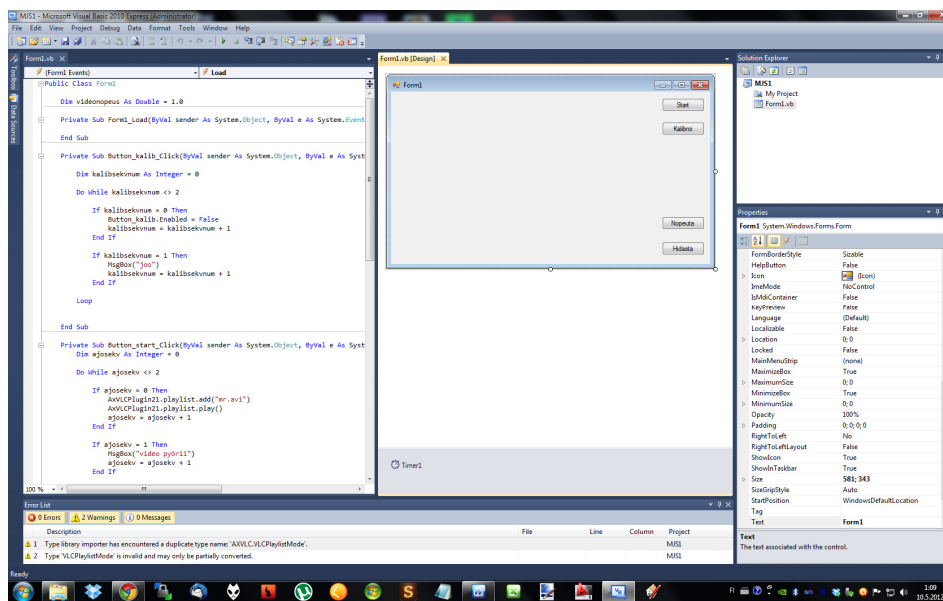 MJS1 - Microsoft Visual Basic 2010 Express (Administrator)
File Edit View Project Debug Data Format Tools Window Help
Toolbox
Data Sources
Form1.vb
(Form1 Events)
Load
Public Class Form1
Dim videonopeus As Double = 1.0
Private Sub Form1_Load(ByVal sender As System.Object, ByVal e As System.Event
End Sub
Private Sub Button_kalib_Click(ByVal sender As System.Object, ByVal e As Syst
Dim kalibsekvnum As Integer = 0
Do While kalibsekvnum <> 2
If kalibsekvnum = 0 Then
Button_kalib.Enabled = False
kalibsekvnum = kalibsekvnum + 1
End If
If kalibsekvnum = 1 Then
MsgBox("joo")
kalibsekvnum = kalibsekvnum + 1
End If
Loop
End Sub
Private Sub Button_start_Click(ByVal sender As System.Object, ByVal e As Syst
Dim ajosekv As Integer = 0
Do While ajosekv <> 2
If ajosekv = 0 Then
AxVLCPlugin21.playlist.add("mr.avi")
AxVLCPlugin21.playlist.play()
ajosekv = ajosekv + 1
End If
If ajosekv = 1 Then
MsgBox("video pyörii")
ajosekv = ajosekv + 1
End If
100 %
Form1.vb [Design]
Form1
Start
Kalibroi
Nopeuta
Hidasta
Timer1
Solution Explorer
MJS1
My Project
Form1.vb
Properties
Form1 System.Windows.Forms.Form
FormBorderStyle Sizable
HelpButton False
Icon (Icon)
ImeMode NoControl
IsMdiContainer False
KeyPreview False
Language (Default)
Localizable False
Location 0; 0
Locked False
MainMenuStrip (none)
MaximizeBox True
MaximumSize 0; 0
MinimizeBox True
MinimumSize 0; 0
Opacity 100%
Padding 0; 0; 0; 0
RightToLeft No
RightToLeftLayout False
ShowIcon True
ShowInTaskbar True
Size 581; 343
SizeGripStyle Auto
StartPosition WindowsDefaultLocation
Tag
Text Form1
Text
The text associated with the control.
Error List
0 Errors 2 Warnings 0 Messages
Description File Line Column Project
1 Type library importer has encountered a duplicate type name: 'AXVLC.VLCPlaylistMode'. MJS1
2 Type 'VLCPlaylistMode' is invalid and may only be partially converted. MJS1
Ready
FI
1:09
10.5.2012